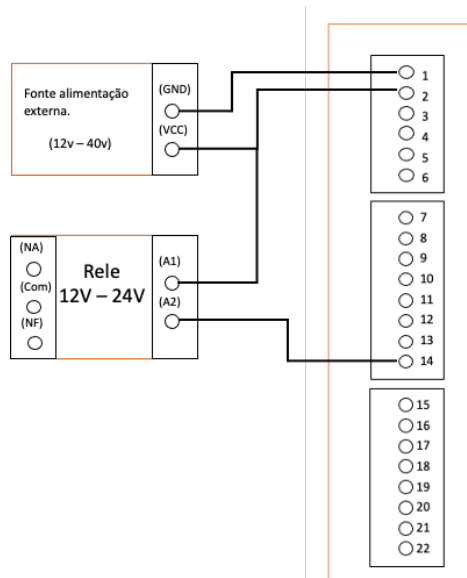 Fonte alimentação
externa.
(12v – 40v)
(GND)
(VCC)
(NA)
(Com)
(NF)
Rele
12V – 24V
(A1)
(A2)
1
2
3
4
5
6
7
8
9
10
11
12
13
14
15
16
17
18
19
20
21
22